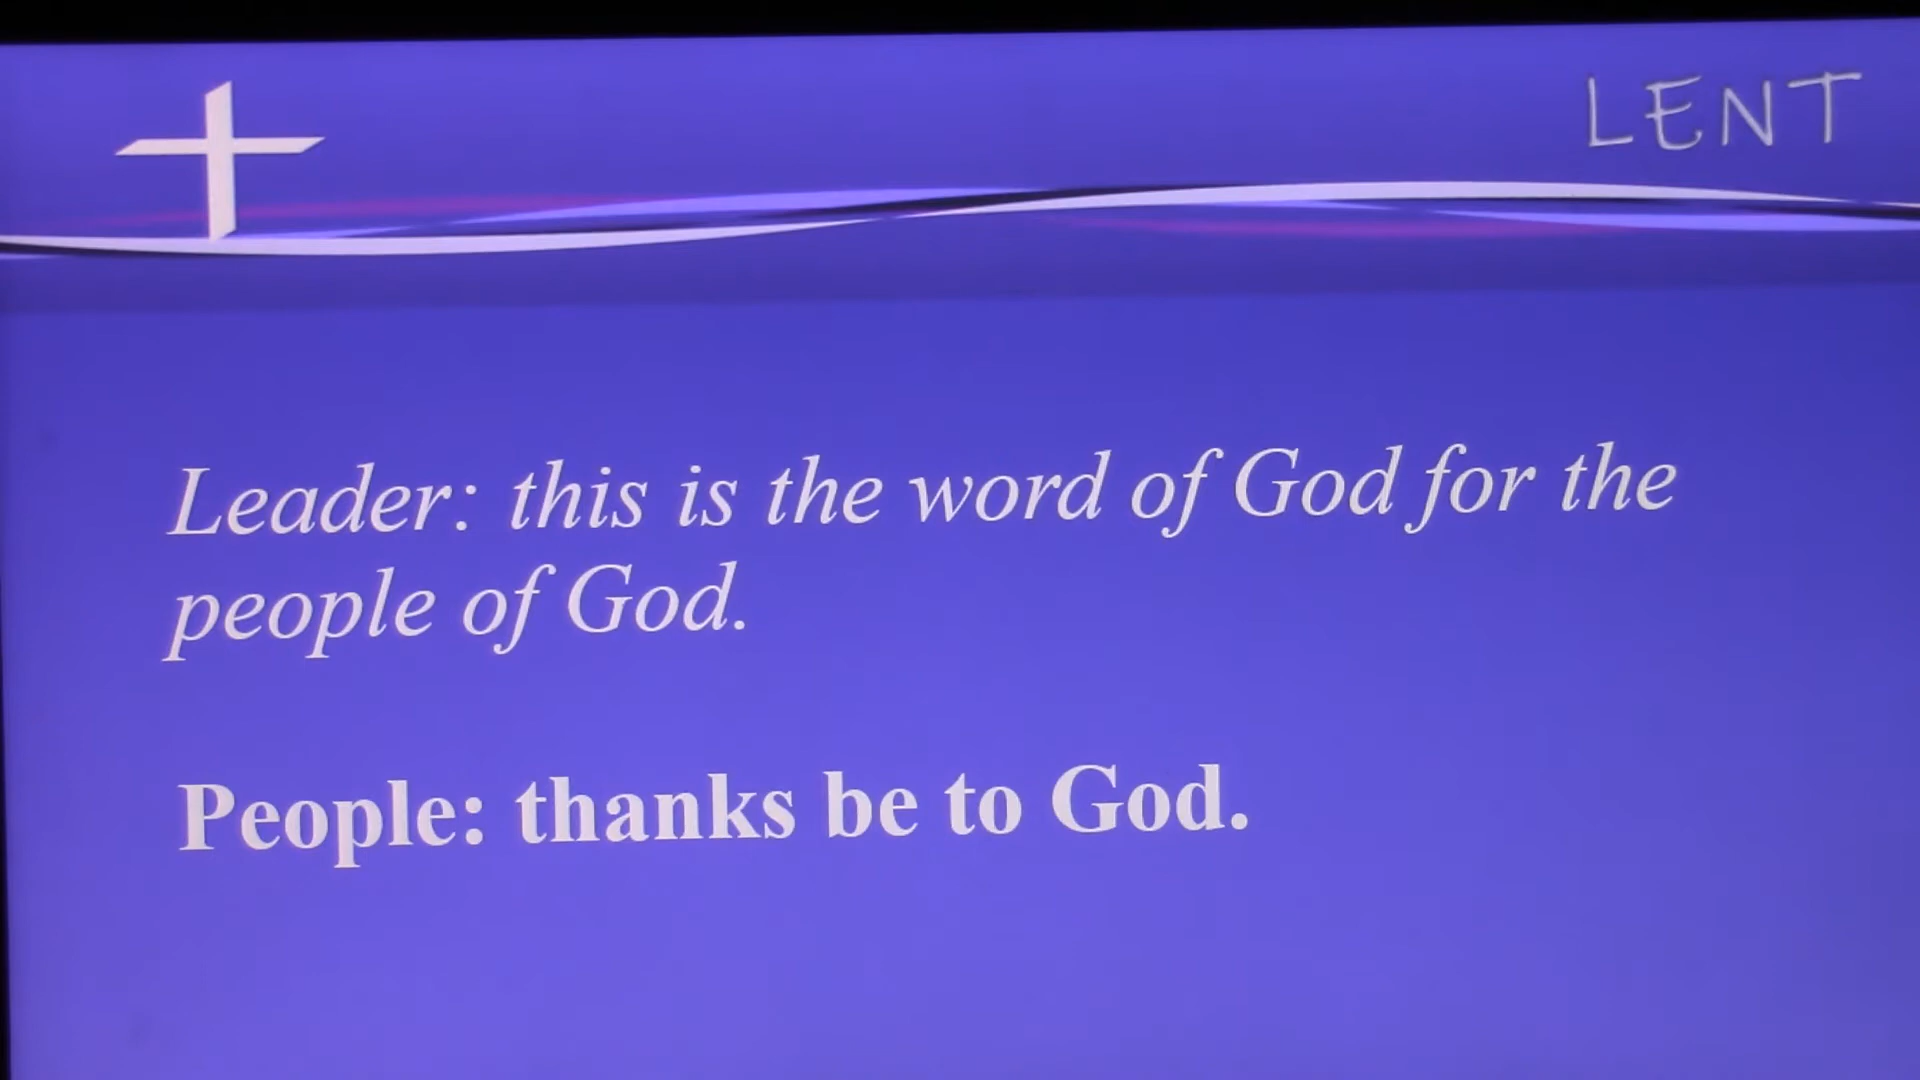 LENT
Leader: this is the word of God for the
people of God.
People: thanks be to God.